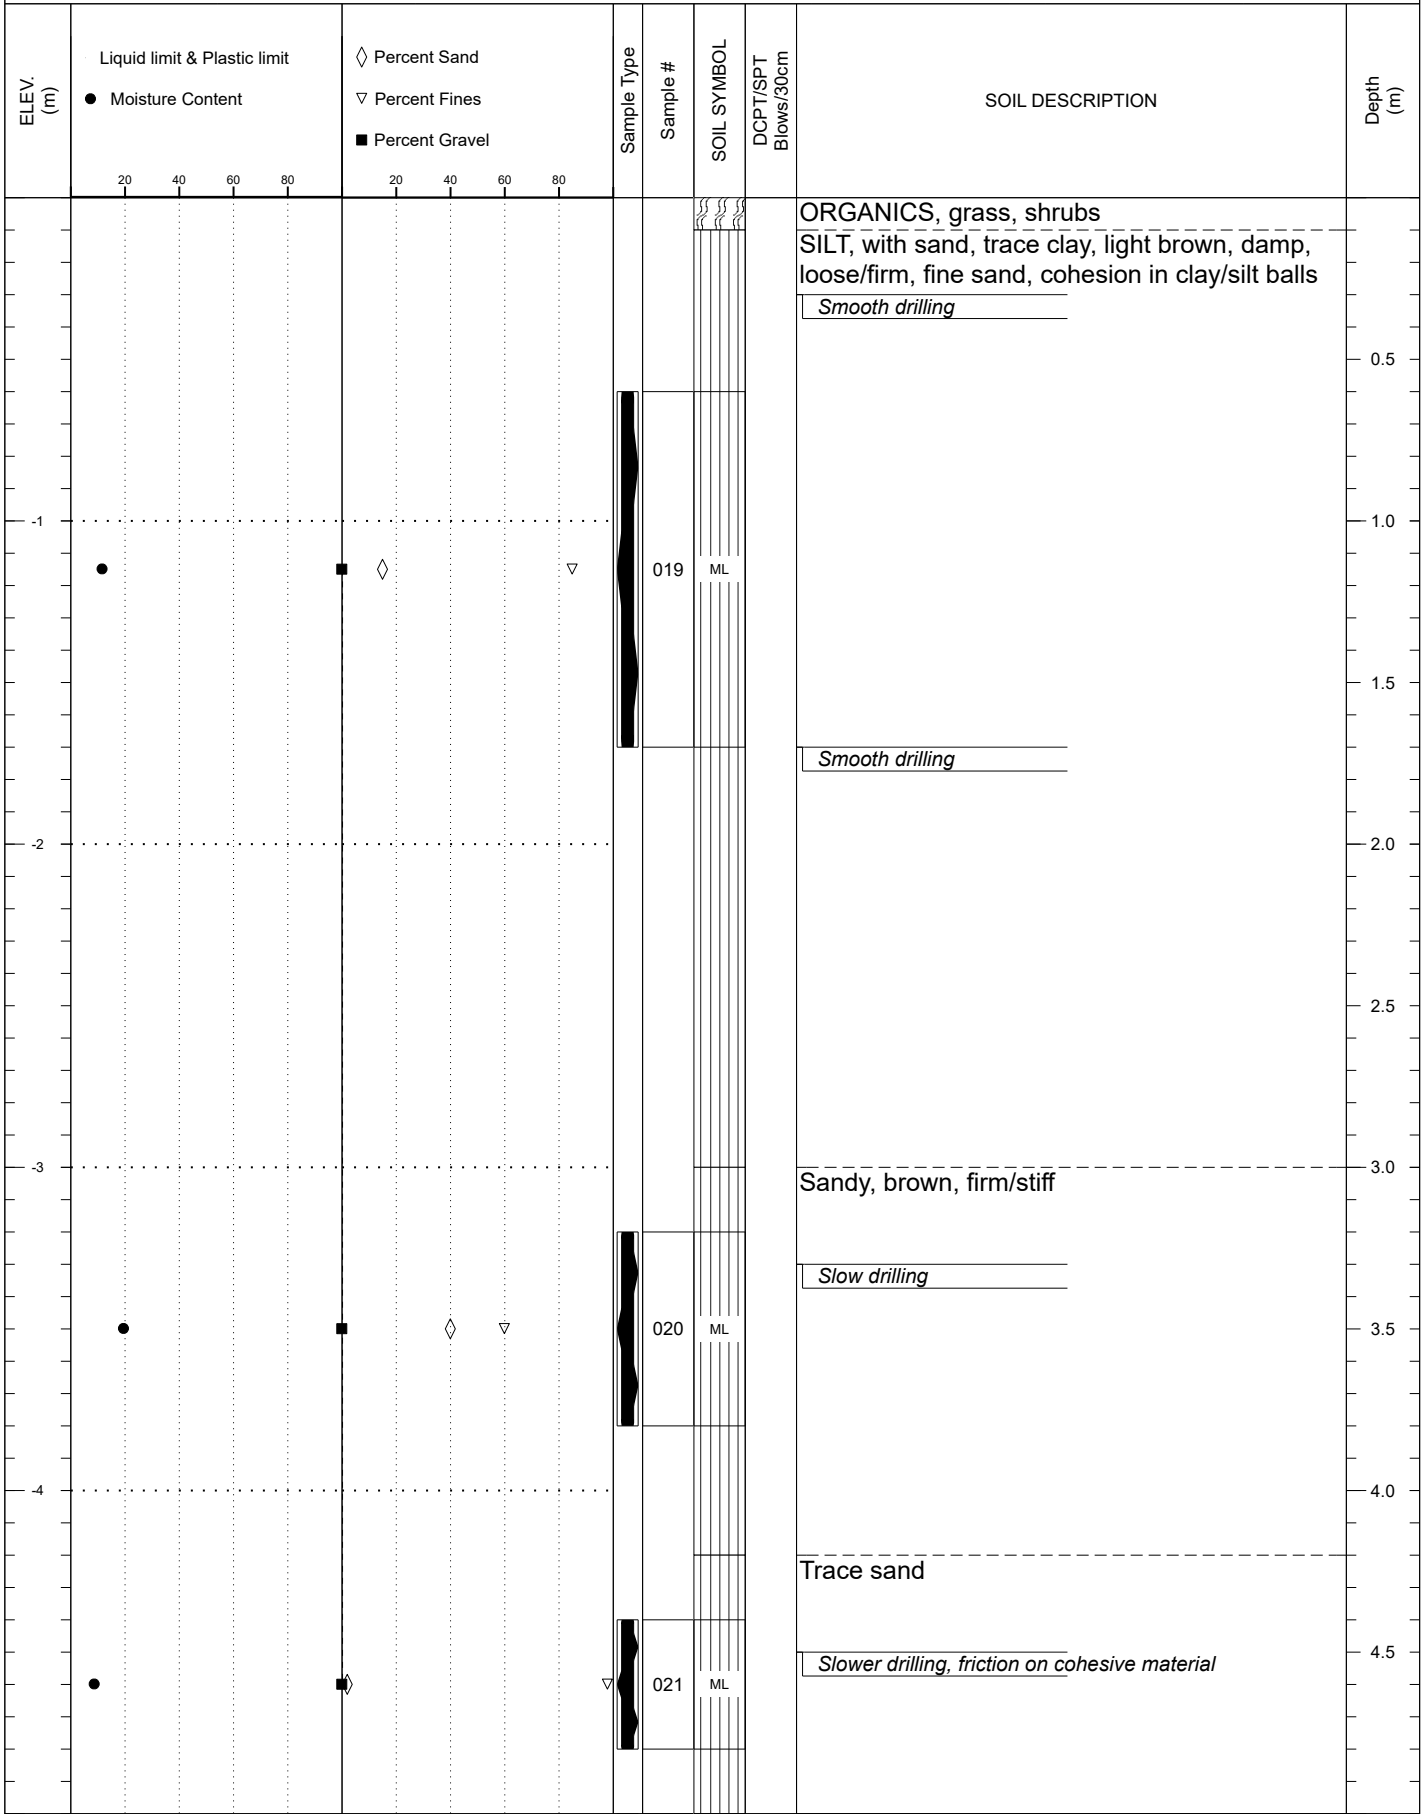 ELEV.
(m)
Liquid limit & Plastic limit
Moisture Content
Percent Sand
Percent Fines
Percent Gravel
20 40 60 80
20 40 60 80
Sample Type
Sample #
SOIL SYMBOL
DCPT/SPT
Blows/30cm
SOIL DESCRIPTION
Depth
(m)
ORGANICS, grass, shrubs
SILT, with sand, trace clay, light brown, damp,
loose/firm, fine sand, cohesion in clay/silt balls
Smooth drilling
0.5
-1 1.0
019 ML
1.5
Smooth drilling
-2 2.0
2.5
-3 3.0
Sandy, brown, firm/stiff
Slow drilling
020 ML 3.5
-4 4.0
Trace sand
4.5
Slower drilling, friction on cohesive material
021 ML